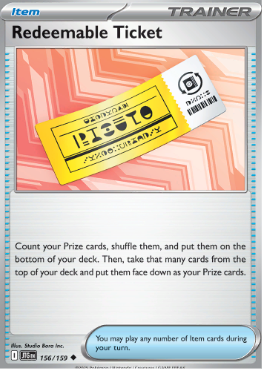 Item
TRAINER
Redeemable Ticket
Count your Prize cards, shuffle them, and put them on the
bottom of your deck. Then, take that many cards from the
top of your deck and put them face down as your Prize cards.
Illus. Studio Bora Inc.
I JTG EN 156/159
You may play any number of Item cards during
your turn.